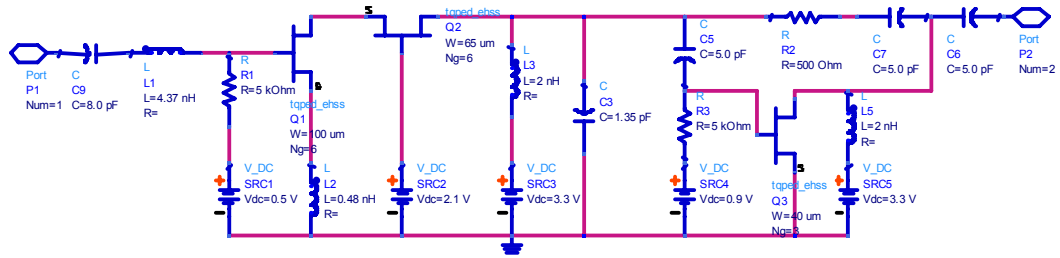 Port
P1
Num=1
C
C9
C=8.0 pF
L
L1
L=4.37 nH
R=
R
R1
R=5 kOhm
V_DC
SRC1
Vdc=0.5 V
S
tqped_ehss
Q1
W=100 um
Ng=6
L
L2
L=0.48 nH
R=
S
tqped_ehss
Q2
W=65 um
Ng=6
V_DC
SRC2
Vdc=2.1 V
L
L3
L=2 nH
R=
V_DC
SRC3
Vdc=3.3 V
C
C3
C=1.35 pF
C
C5
C=5.0 pF
R
R3
R=5 kOhm
V_DC
SRC4
Vdc=0.9 V
R
R2
R=500 Ohm
S
tqped_ehss
Q3
W=40 um
C
C7
C=5.0 pF
L
L5
L=2 nH
R=
V_DC
SRC5
Vdc=3.3 V
C
C6
C=5.0 pF
Port
P2
Num=2